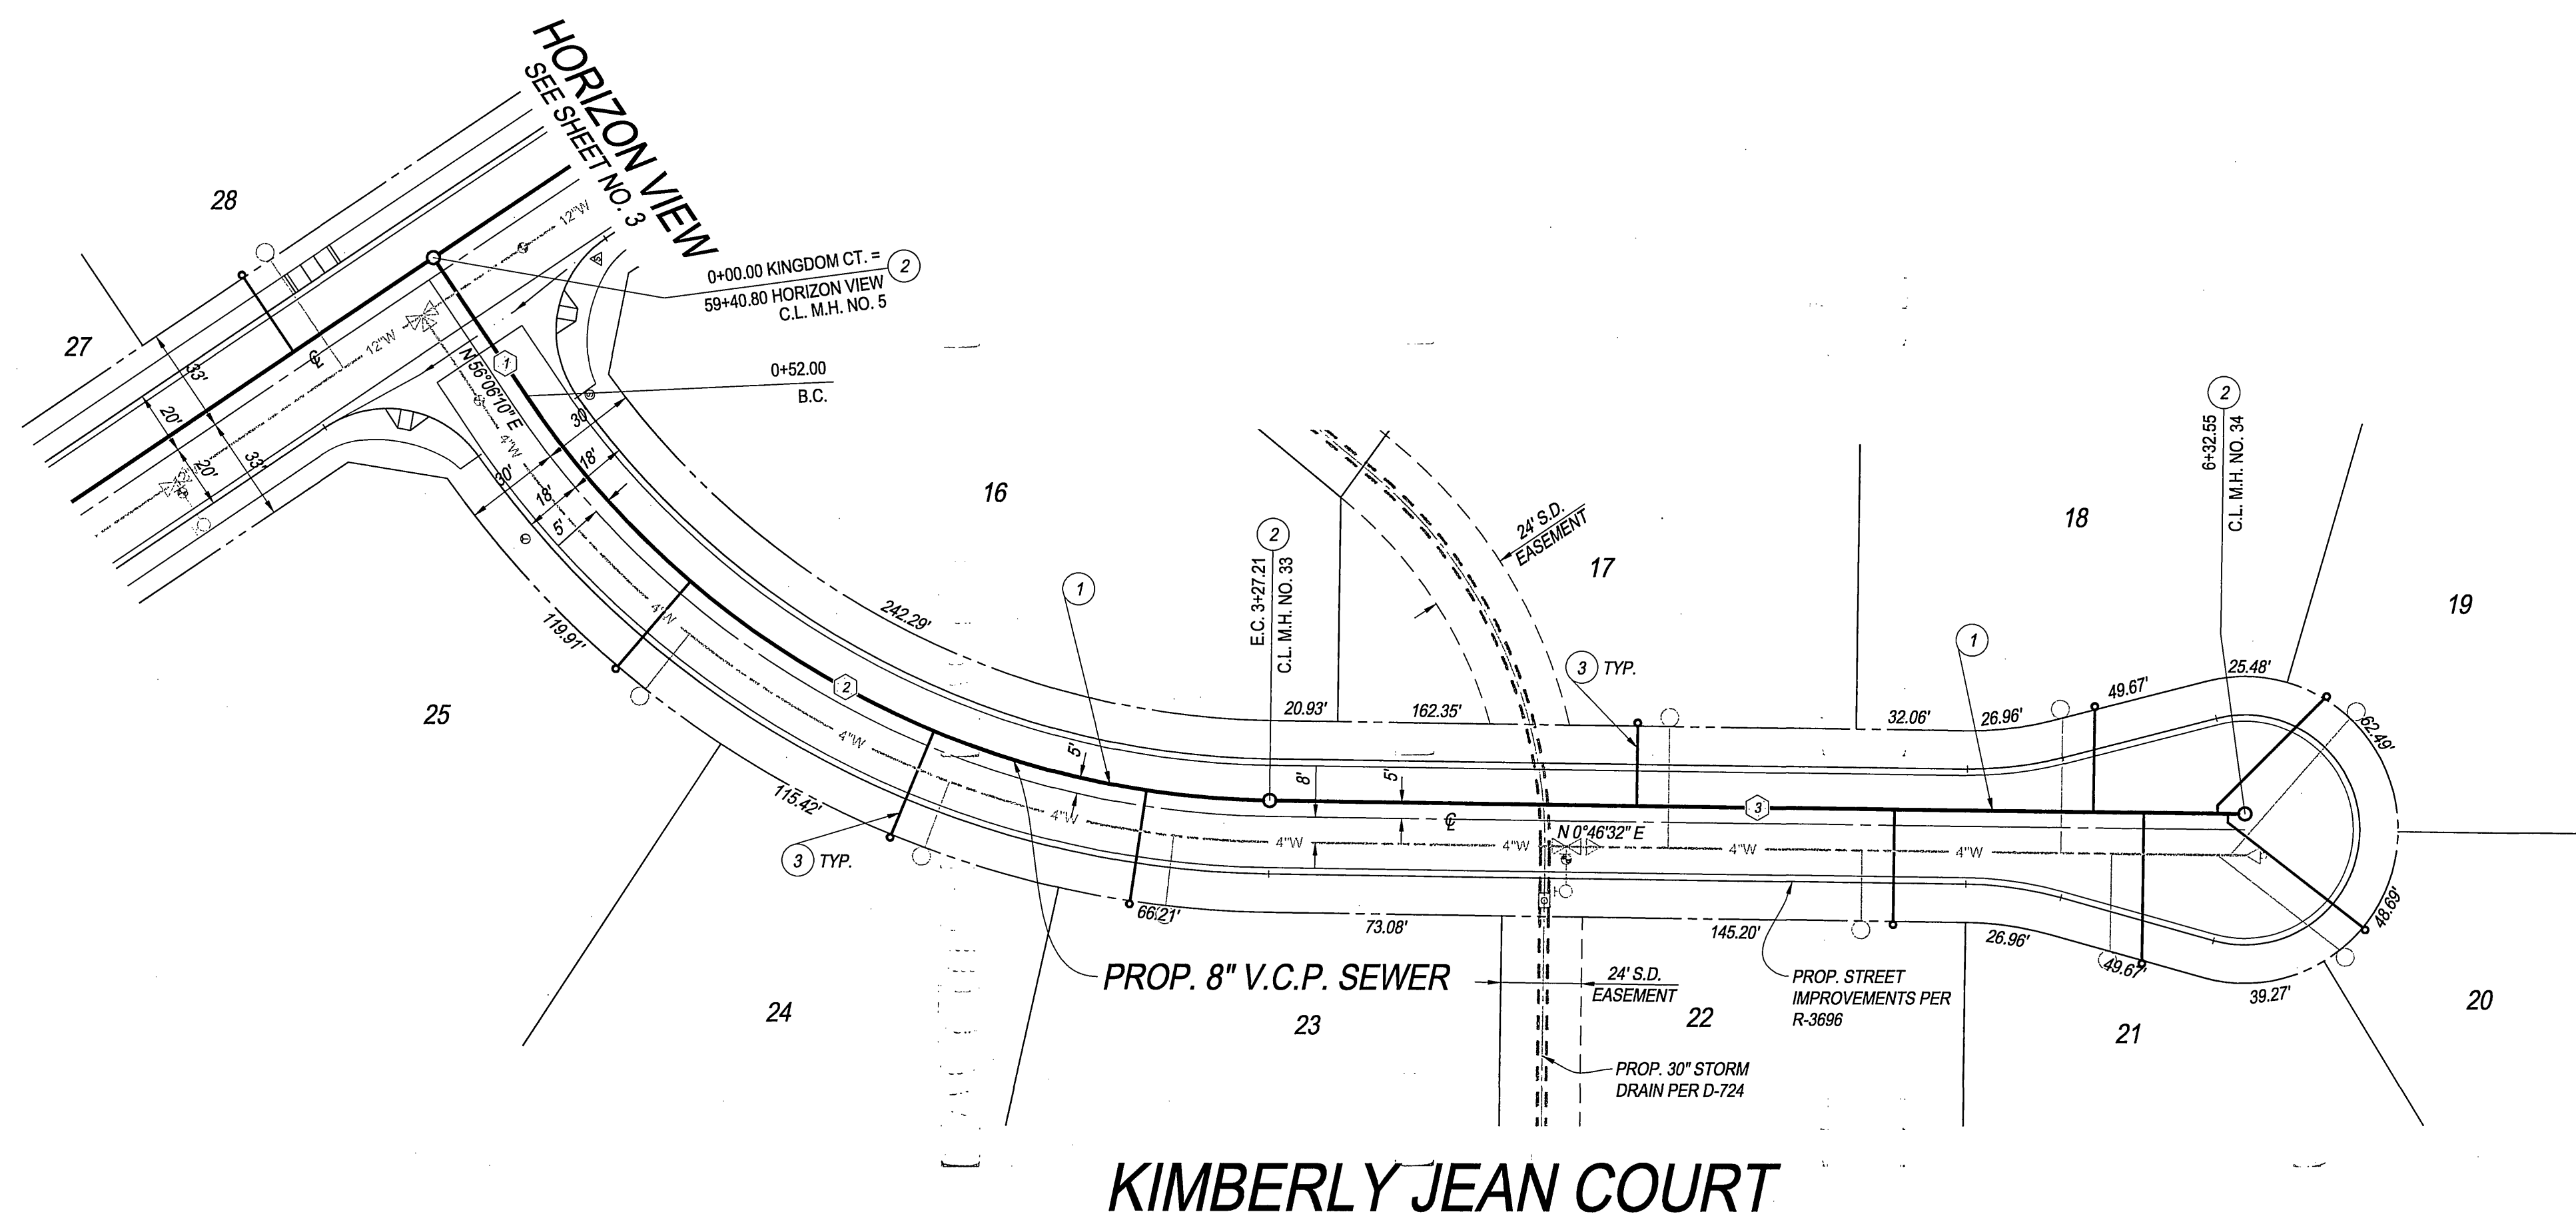 HORIZON VIEW
SEE SHEET NO. 3
28
27
12"W
12"W
33'
20'
20'
33'
0+00.00 KINGDOM CT. =
59+40.80 HORIZON VIEW
C.L. M.H. NO. 5
2
1
0+52.00
B.C.
N 56°06'10" E
4"W
30'
18'
30'
18'
5'
16
242.29'
119.91'
4"W
25
2
4"W
1
E.C. 3+27.21
C.L. M.H. NO. 33
2
24' S.D.
EASEMENT
17
18
6+32.55
C.L. M.H. NO. 34
2
19
3 TYP.
1
20.93'
162.35'
32.06'
26.96'
49.67'
25.48'
62.49'
5'
8'
5'
3
4"W
4"W
N 0°46'32" E
4"W
4"W
4"W
115.42'
3 TYP.
66.21'
73.08'
145.20'
26.96'
49.67'
39.27'
48.69'
PROP. 8" V.C.P. SEWER
24' S.D.
EASEMENT
PROP. STREET
IMPROVEMENTS PER
R-3696
24
23
22
21
20
PROP. 30" STORM
DRAIN PER D-724
KIMBERLY JEAN COURT